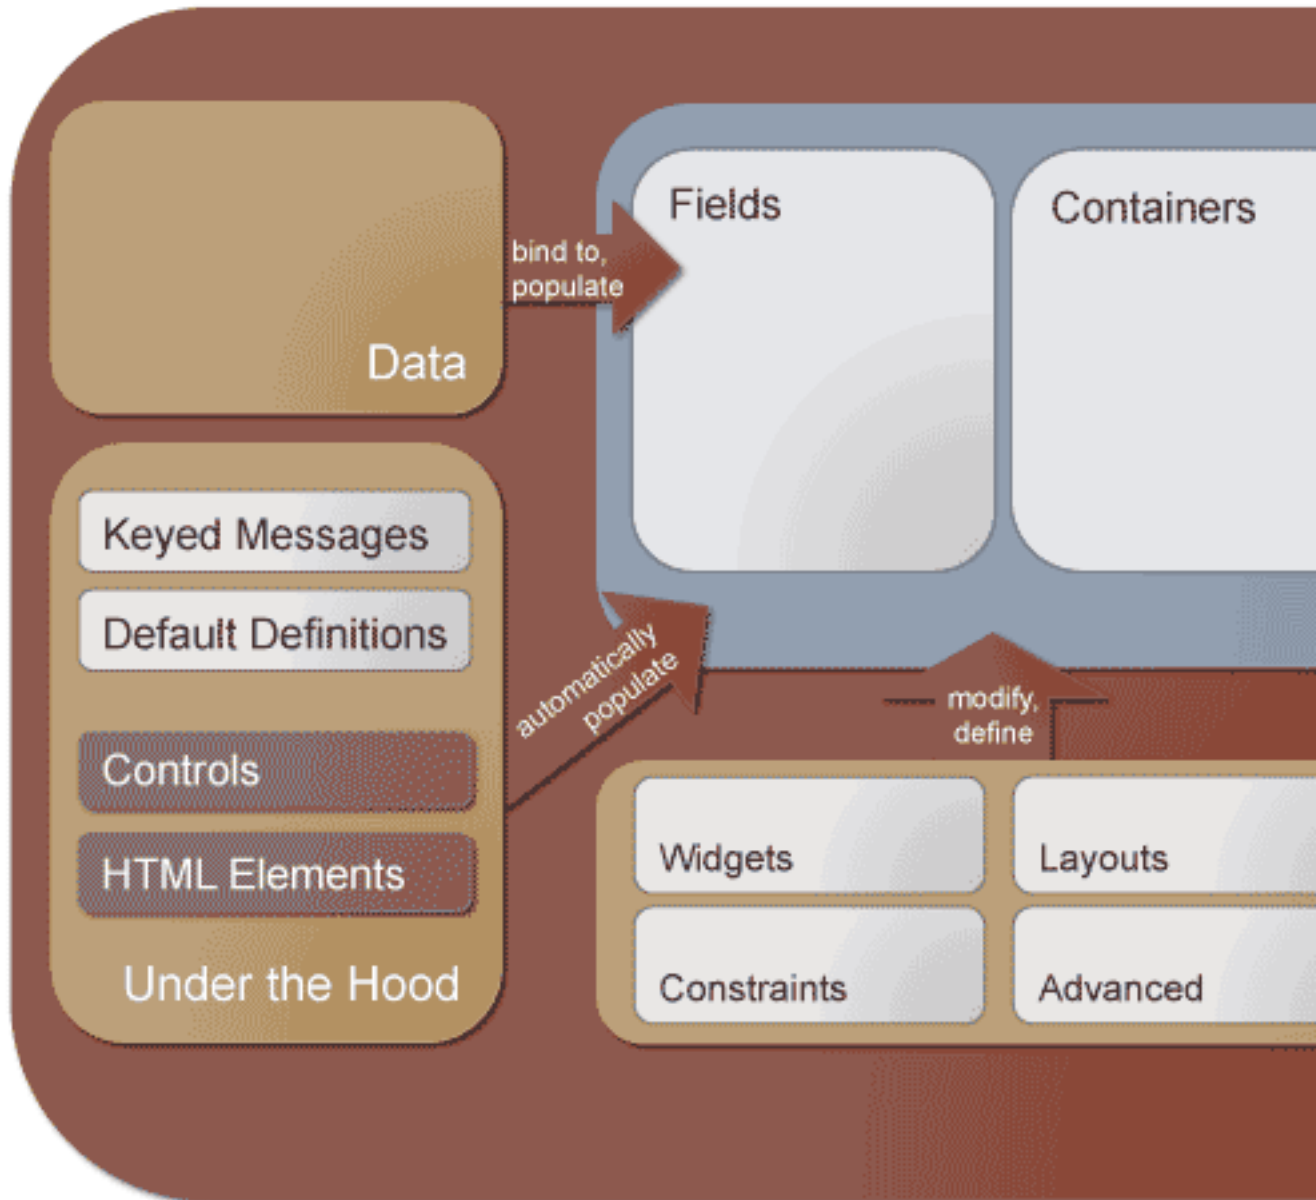 Data
bind to,
populate
Fields
Containers
Keyed Messages
Default Definitions
Controls
HTML Elements
Under the Hood
automatically
populate
modify,
define
Widgets
Layouts
Constraints
Advanced